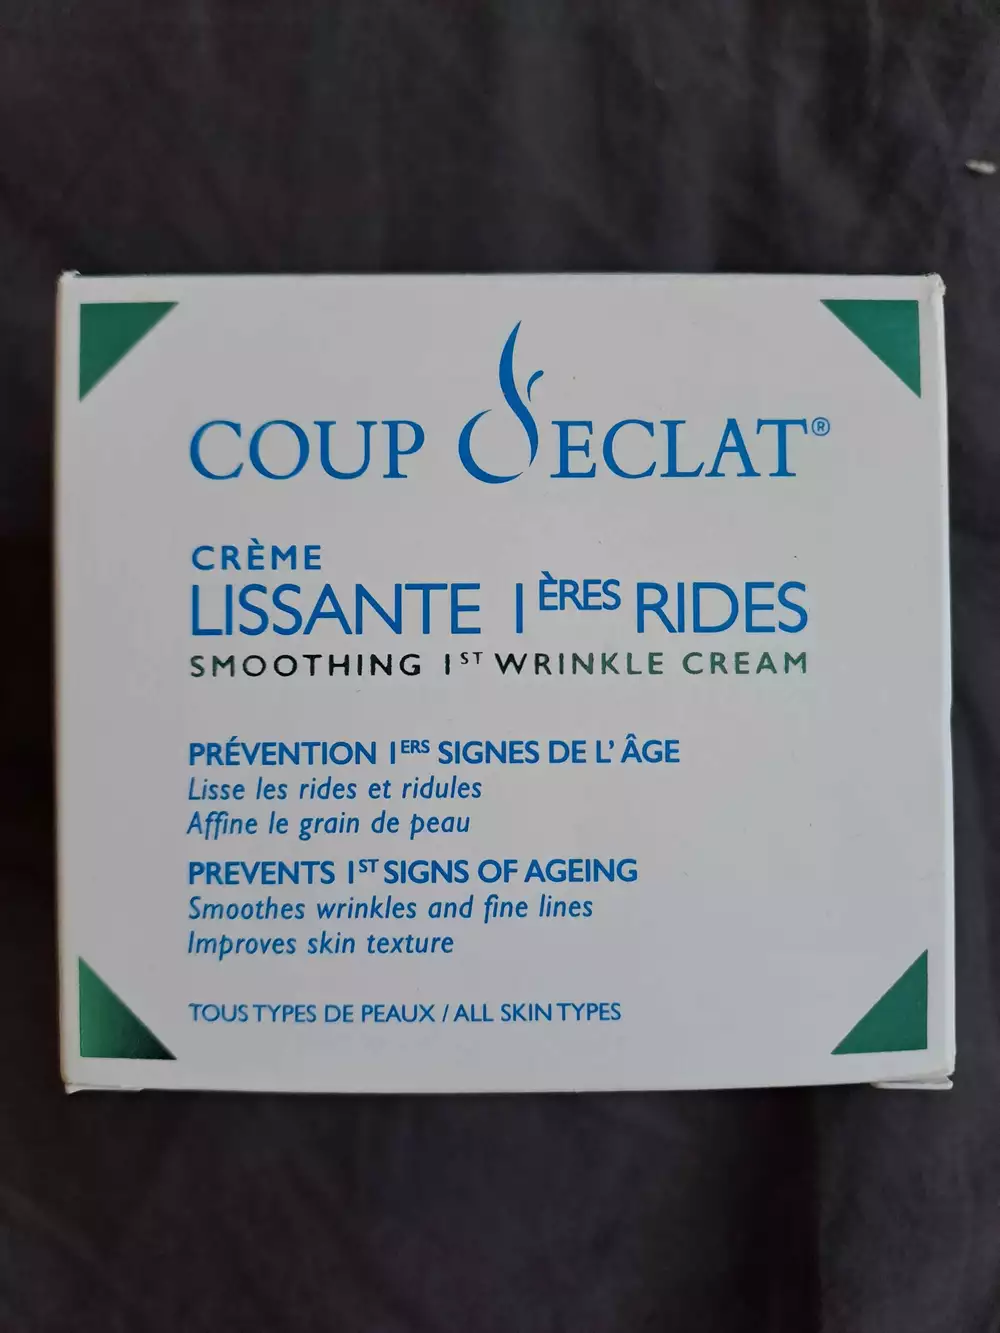 COUP D'ECLAT®
CRÈME
LISSANTE 1ÈRES RIDES
SMOOTHING 1ST WRINKLE CREAM
PRÉVENTION 1ERS SIGNES DE L' ÂGE
Lisse les rides et ridules
Affine le grain de peau
PREVENTS 1ST SIGNS OF AGEING
Smoothes wrinkles and fine lines
Improves skin texture
TOUS TYPES DE PEAUX / ALL SKIN TYPES